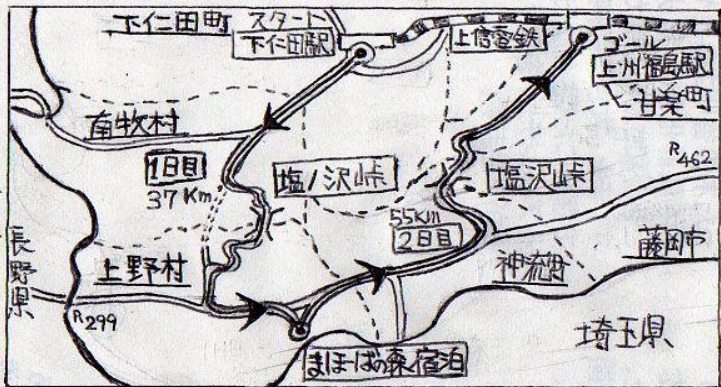 下仁田町
スタート
下仁田駅
上信電鉄
ゴール
上州福島駅
甘楽町
南牧村
1日目
37Km
塩ノ沢峠
塩沢峠
R462
55Km
2日目
長野県
上野村
神流町
藤岡市
R299
埼玉県
まほーばの森宿泊